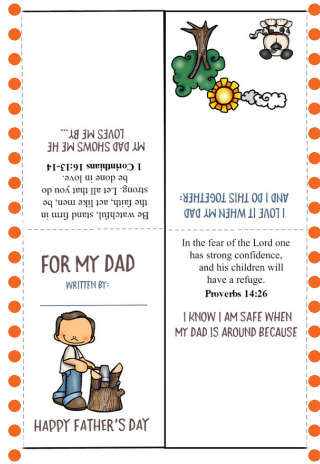 MY DAD SHOWS ME HE
LOVES ME BY...
Be watchful, stand firm in
the faith, act like men, be
strong. Let all that you do
be done in love.
1 Corinthians 16:13-14
I LOVE IT WHEN MY DAD
AND I DO THIS TOGETHER:
FOR MY DAD
WRITTEN BY:
HAPPY FATHER'S DAY
In the fear of the Lord one
has strong confidence,
and his children will
have a refuge.
Proverbs 14:26
I KNOW I AM SAFE WHEN
MY DAD IS AROUND BECAUSE